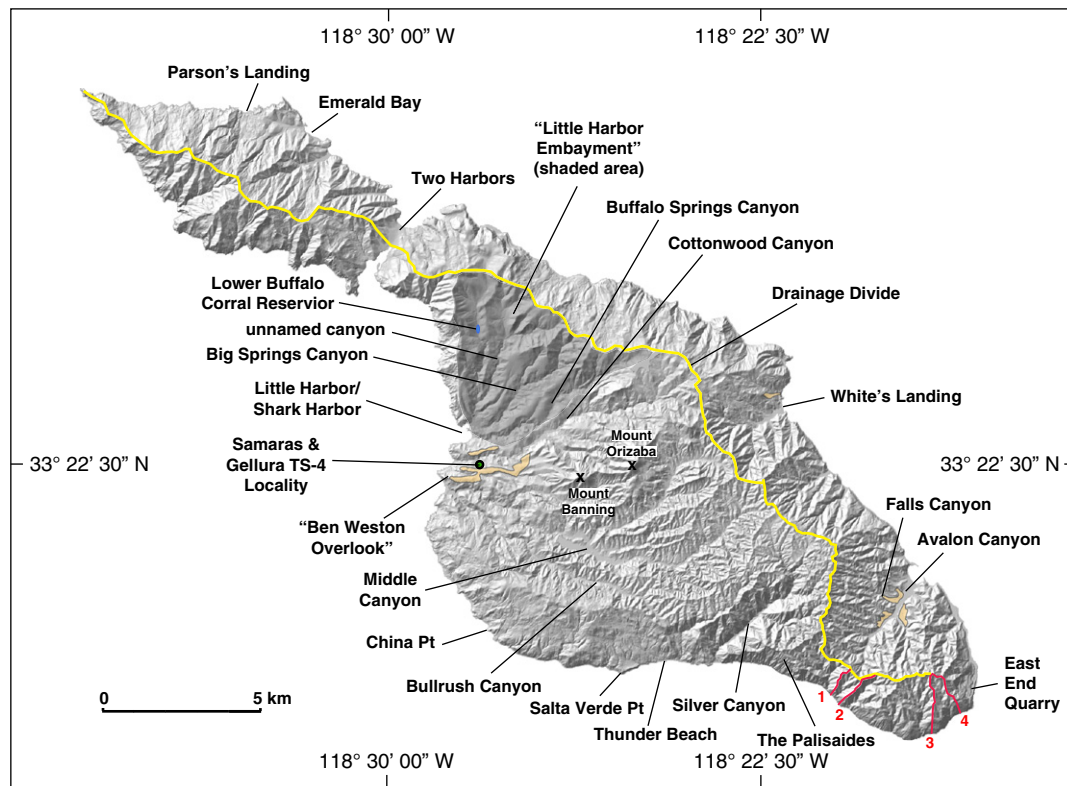 118° 30’ 00” W
118° 22’ 30” W
Parson’s Landing
Emerald Bay
“Little Harbor
Embayment”
(shaded area)
Two Harbors
Buffalo Springs Canyon
Cottonwood Canyon
Lower Buffalo
Corral Reservior
Drainage Divide
unnamed canyon
Big Springs Canyon
Little Harbor/
Shark Harbor
White’s Landing
Samaras &
Gellura TS-4
Locality
Mount
Orizaba
x
33° 22’ 30” N
33° 22’ 30” N
x
Mount
Banning
“Ben Weston
Overlook”
Falls Canyon
Avalon Canyon
Middle
Canyon
China Pt
Bullrush Canyon
Salta Verde Pt
Thunder Beach
Silver Canyon
The Palisaides
East
End
Quarry
1
2
3
4
0
5 km
118° 30’ 00” W
118° 22’ 30” W